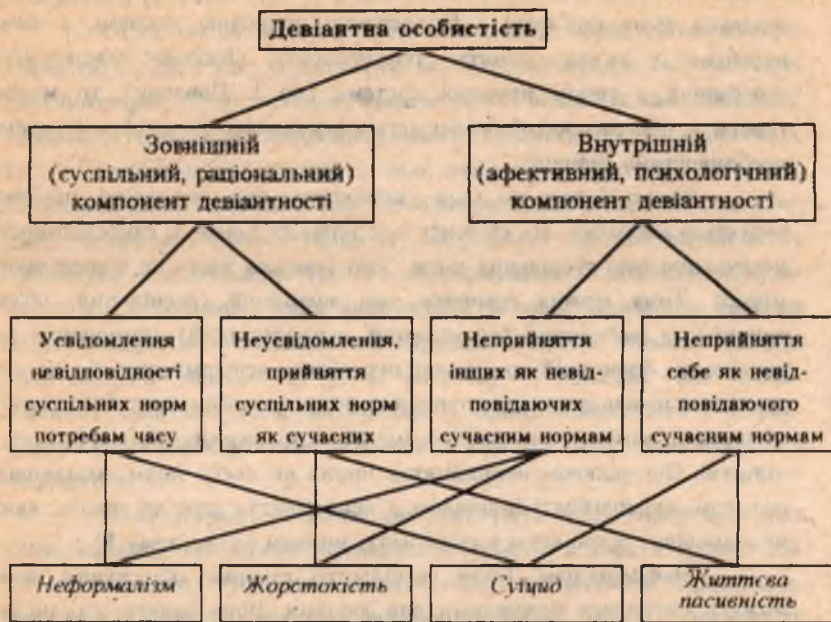 Девіантна особистість
Зовнішній
(суспільний, раціональний)
компонент девіантності
Внутрішній
(афективний, психологічний)
компонент девіантності
Усвідомлення
невідповідності
суспільних норм
потребам часу
Неусвідомлення,
прийняття
суспільних норм
як сучасних
Неприйняття
інших як невід-
повідаючих
сучасним нормам
Неприйняття
себе як невід-
повідаючого
сучасним нормам
Неформалізм
Жорстокість
Суїцид
Життєва
пасивність